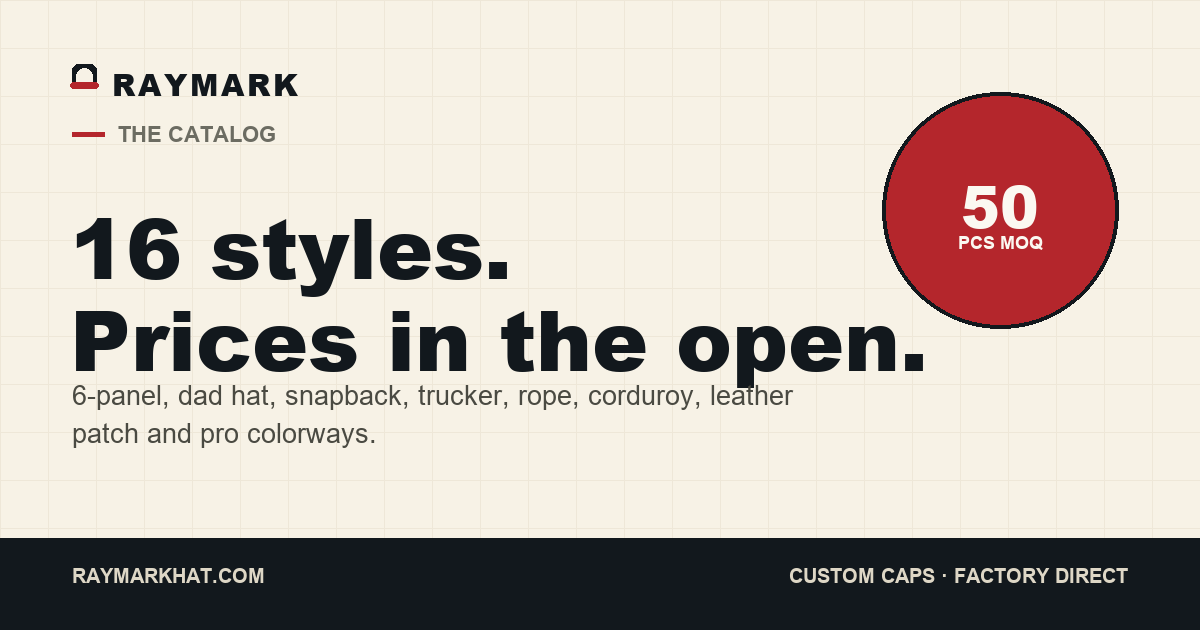 RAYMARK
THE CATALOG
16 styles.
Prices in the open.
6-panel, dad hat, snapback, trucker, rope, corduroy, leather
patch and pro colorways.
50
PCS MOQ
RAYMARKHAT.COM
CUSTOM CAPS · FACTORY DIRECT